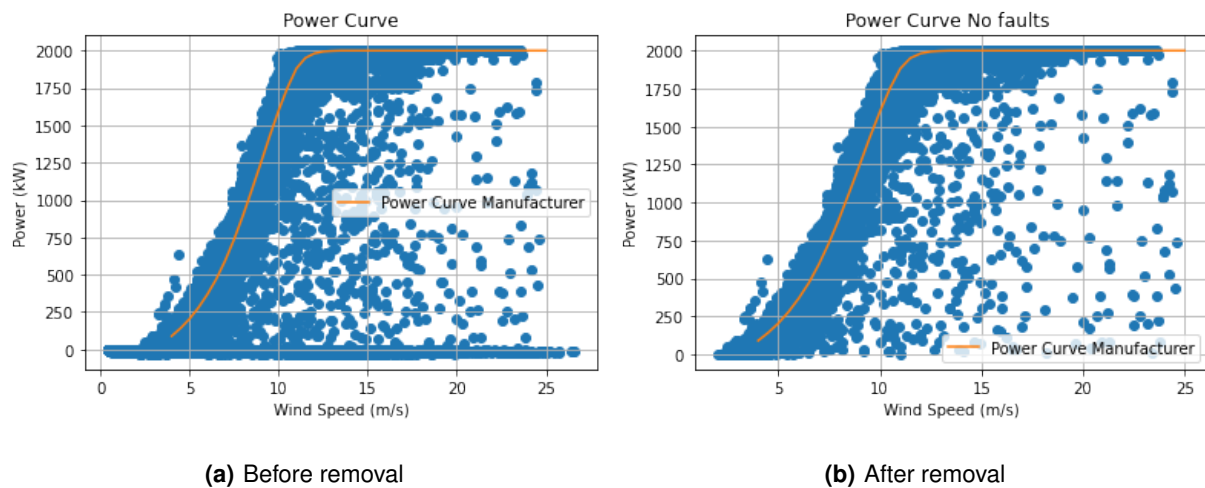 Power Curve
2000
1750
1500
1250
1000
750
500
250
0
Power (kW)
0 5 10 15 20 25
Wind Speed (m/s)
Power Curve Manufacturer
(a) Before removal
Power Curve No faults
2000
1750
1500
1250
1000
750
500
250
0
Power (kW)
5 10 15 20 25
Wind Speed (m/s)
Power Curve Manufacturer
(b) After removal